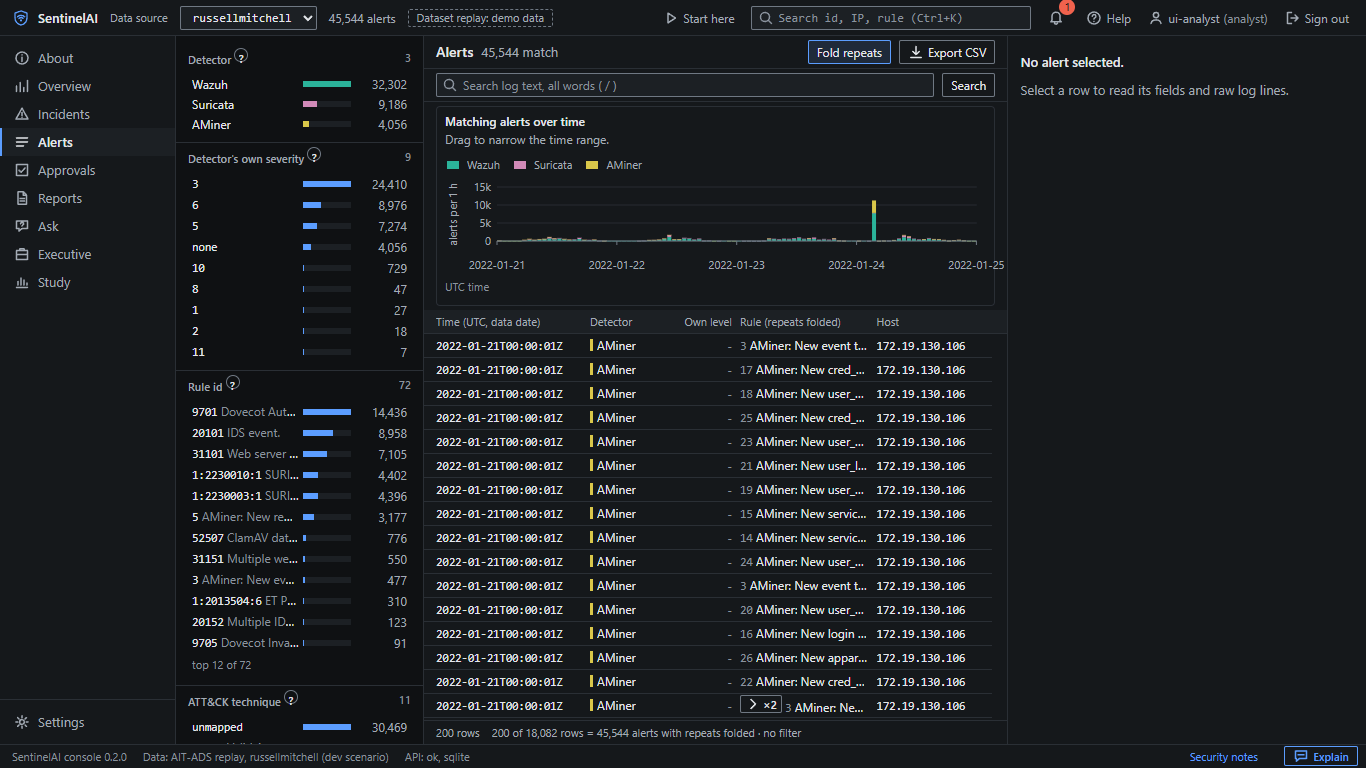 SentinelAI Data source russellmitchell 45,544 alerts Dataset replay: demo data Start here Search id, IP, rule (Ctrl+K) 1 Help ui-analyst (analyst) Sign out
About
Overview
Incidents
Alerts
Approvals
Reports
Ask
Executive
Study
Settings
Detector ? 3
Wazuh 32,302
Suricata 9,186
AMiner 4,056
Detector's own severity ? 9
3 24,410
6 8,976
5 7,274
none 4,056
10 729
8 47
1 27
2 18
11 7
Rule id ? 72
9701 Dovecot Aut... 14,436
20101 IDS event. 8,958
31101 Web server ... 7,105
1:2230010:1 SURI... 4,402
1:2230003:1 SURI... 4,396
5 AMiner: New re... 3,177
52507 ClamAV dat... 776
31151 Multiple we... 550
3 AMiner: New ev... 477
1:2013504:6 ET P... 310
20152 Multiple ID... 123
9705 Dovecot Inva... 91
top 12 of 72
ATT&CK technique ? 11
unmapped 30,469
Alerts 45,544 match Fold repeats Export CSV
Search log text, all words ( / ) Search
Matching alerts over time
Drag to narrow the time range.
Wazuh Suricata AMiner
alerts per 1 h
15k
10k
5k
0
2022-01-21 2022-01-22 2022-01-23 2022-01-24 2022-01-25
UTC time
Time (UTC, data date) Detector Own level Rule (repeats folded) Host
2022-01-21T00:00:01Z AMiner - 3 AMiner: New event t... 172.19.130.106
2022-01-21T00:00:01Z AMiner - 17 AMiner: New cred_... 172.19.130.106
2022-01-21T00:00:01Z AMiner - 18 AMiner: New user_... 172.19.130.106
2022-01-21T00:00:01Z AMiner - 25 AMiner: New cred_... 172.19.130.106
2022-01-21T00:00:01Z AMiner - 23 AMiner: New user_... 172.19.130.106
2022-01-21T00:00:01Z AMiner - 21 AMiner: New user_l... 172.19.130.106
2022-01-21T00:00:01Z AMiner - 19 AMiner: New user_... 172.19.130.106
2022-01-21T00:00:01Z AMiner - 15 AMiner: New servic... 172.19.130.106
2022-01-21T00:00:01Z AMiner - 14 AMiner: New servic... 172.19.130.106
2022-01-21T00:00:01Z AMiner - 24 AMiner: New user_... 172.19.130.106
2022-01-21T00:00:01Z AMiner - 3 AMiner: New event t... 172.19.130.106
2022-01-21T00:00:01Z AMiner - 20 AMiner: New user_... 172.19.130.106
2022-01-21T00:00:01Z AMiner - 16 AMiner: New login ... 172.19.130.106
2022-01-21T00:00:01Z AMiner - 26 AMiner: New appar... 172.19.130.106
2022-01-21T00:00:01Z AMiner - 22 AMiner: New cred_... 172.19.130.106
2022-01-21T00:00:01Z AMiner - ×2 3 AMiner: Ne... 172.19.130.106
200 rows 200 of 18,082 rows = 45,544 alerts with repeats folded · no filter
No alert selected.
Select a row to read its fields and raw log lines.
SentinelAI console 0.2.0 Data: AIT-ADS replay, russellmitchell (dev scenario) API: ok, sqlite Security notes Explain